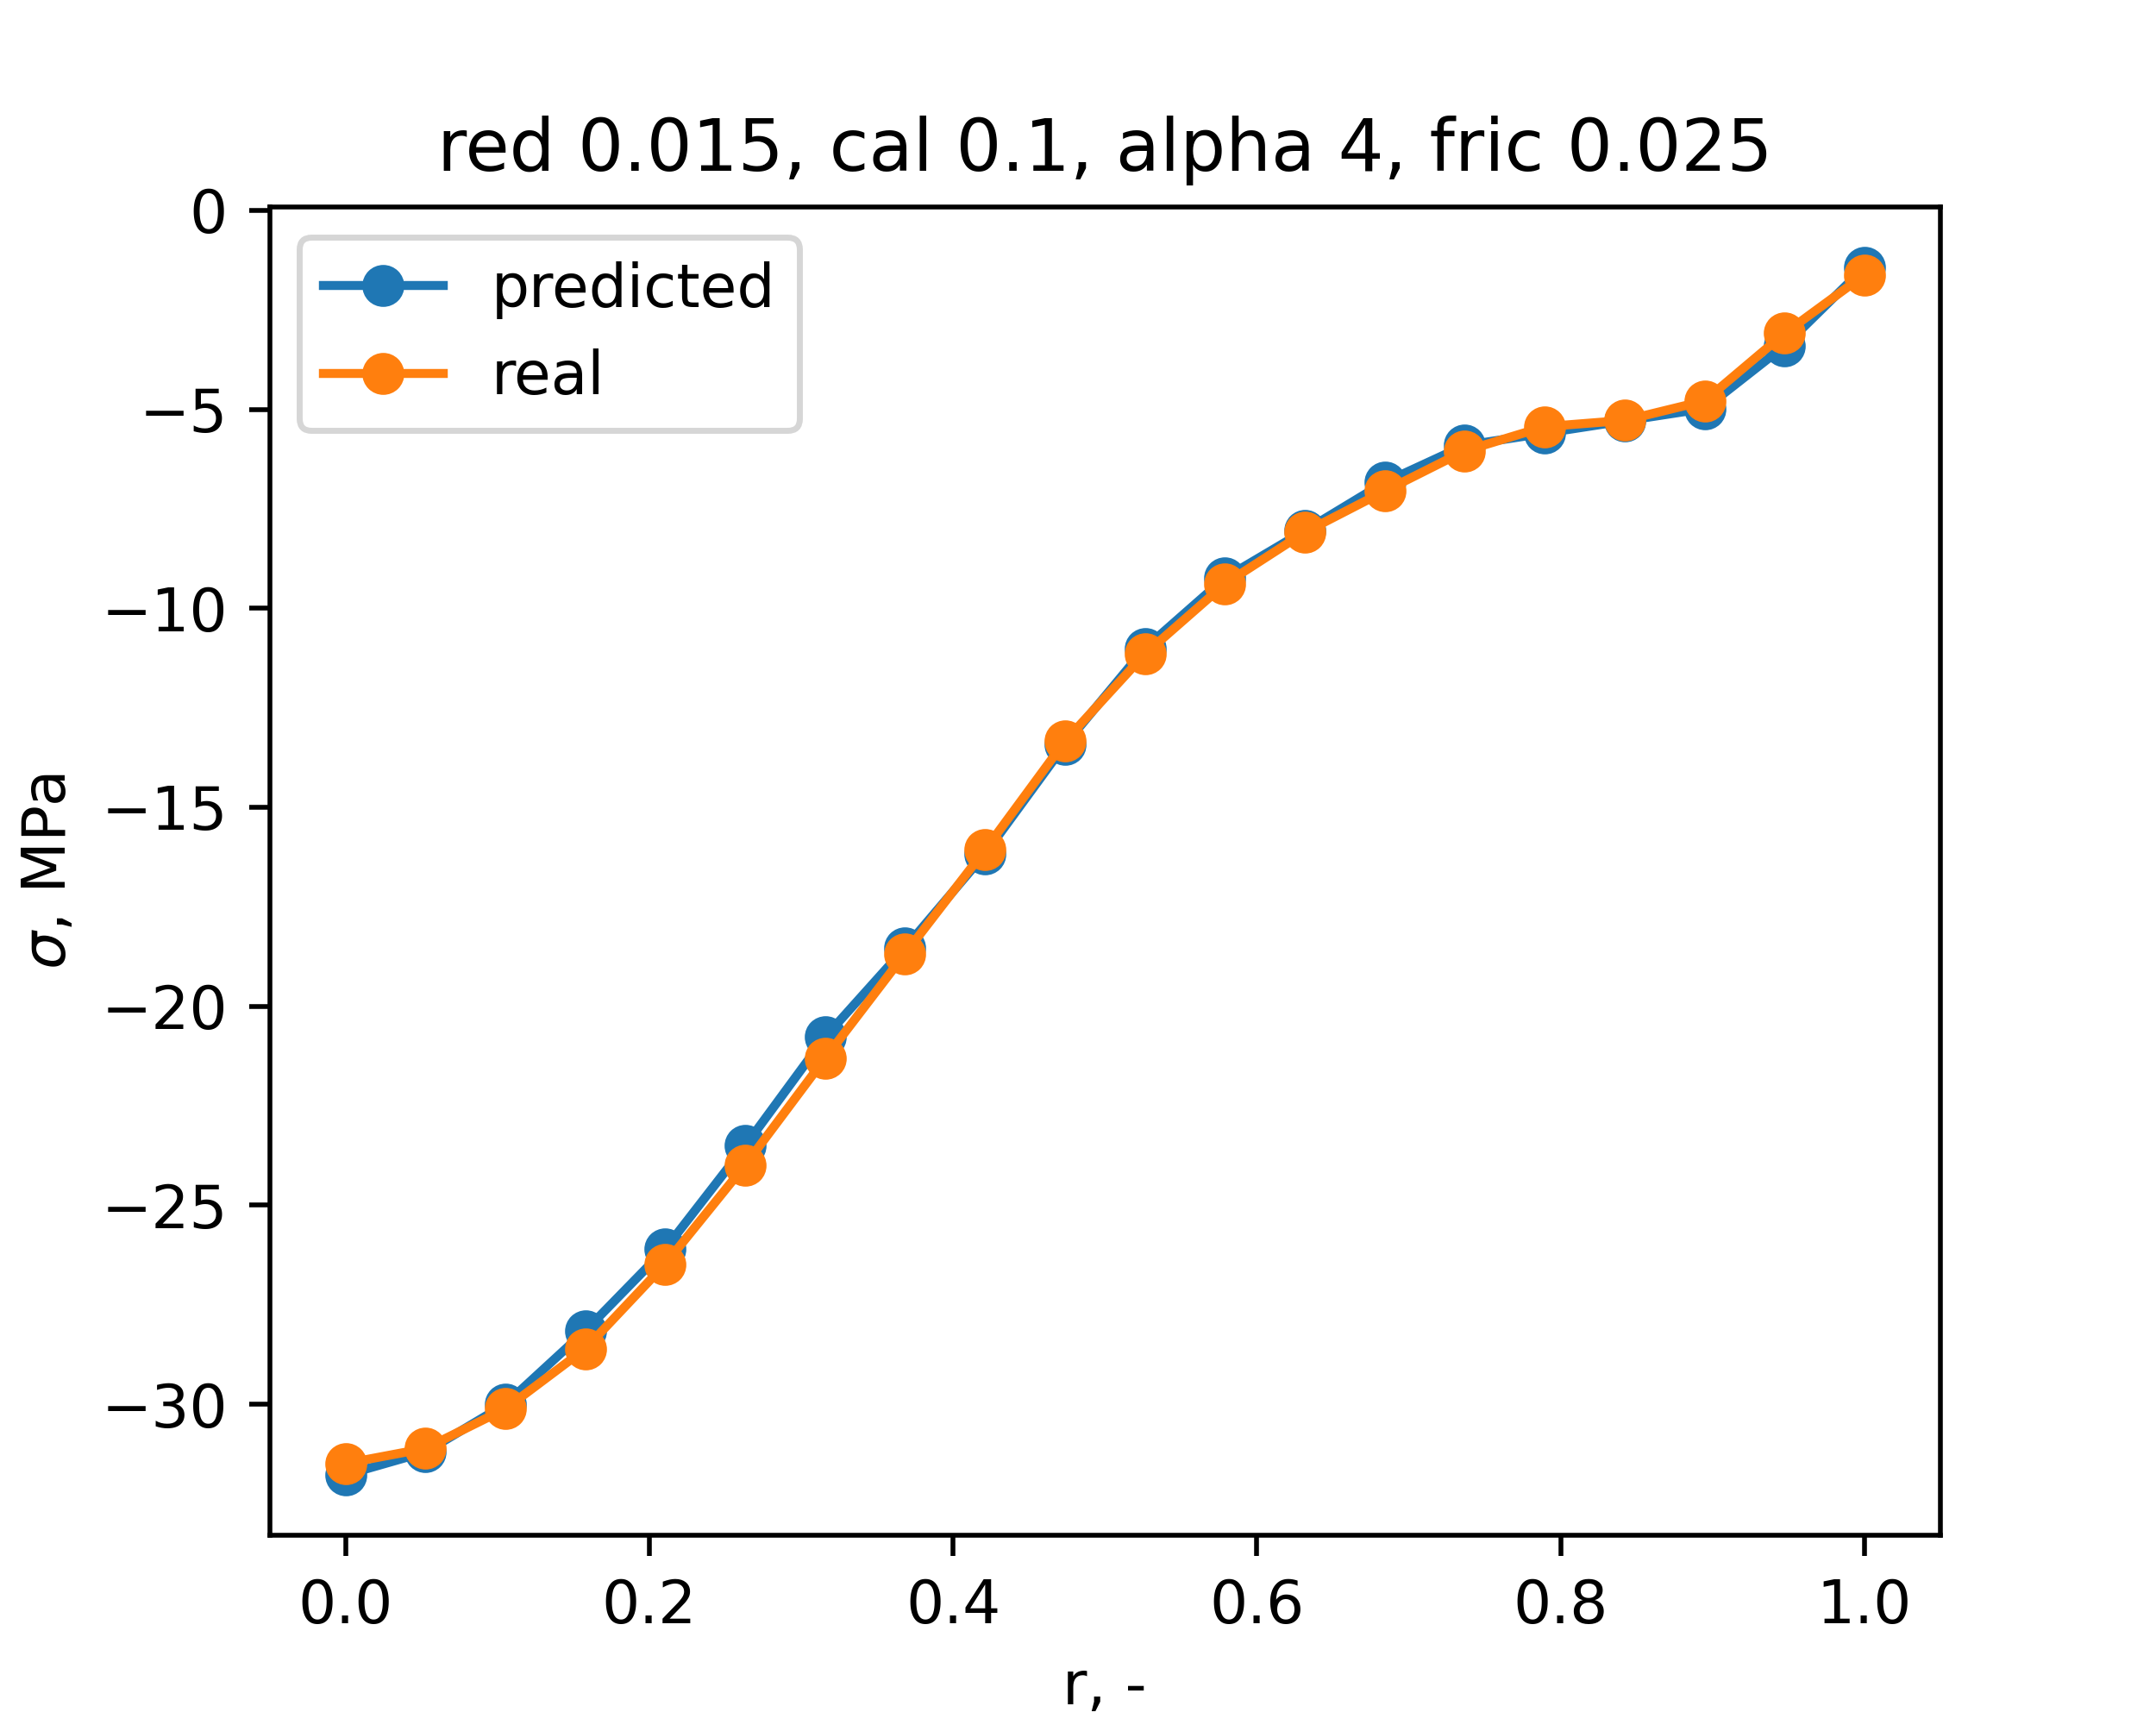 red 0.015, cal 0.1, alpha 4, fric 0.025
predicted
real
0
−5
−10
−15
−20
−25
−30
σ, MPa
0.0 0.2 0.4 0.6 0.8 1.0
r, -